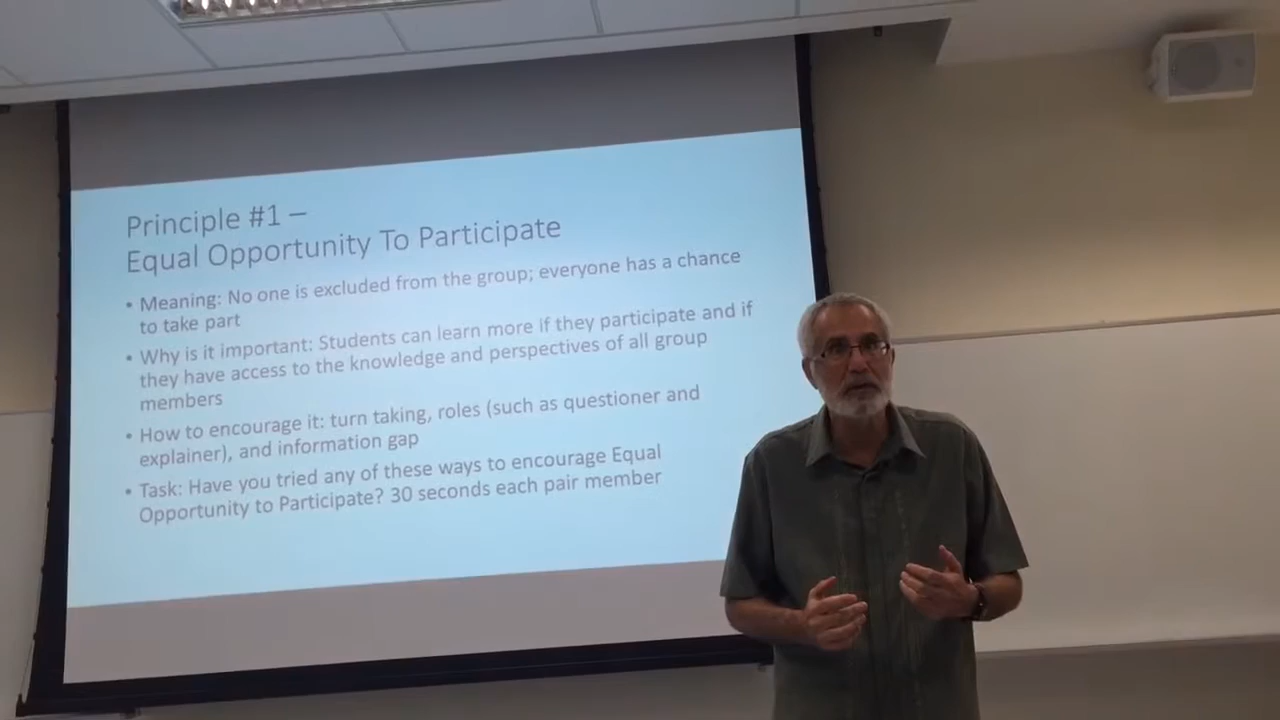 Principle #1 –
Equal Opportunity To Participate
• Meaning: No one is excluded from the group; everyone has a chance
to take part
• Why is it important: Students can learn more if they participate and if
they have access to the knowledge and perspectives of all group
members
• How to encourage it: turn taking, roles (such as questioner and
explainer), and information gap
• Task: Have you tried any of these ways to encourage Equal
Opportunity to Participate? 30 seconds each pair member